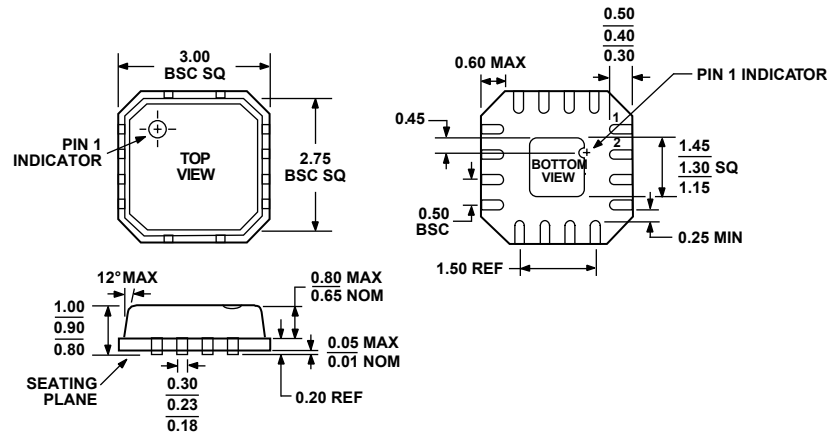 3.00
BSC SQ
PIN 1
INDICATOR
TOP
VIEW
2.75
BSC SQ
0.50
0.40
0.30
0.60 MAX
PIN 1 INDICATOR
0.45
1
2
BOTTOM
VIEW
1.45
1.30 SQ
1.15
0.50
BSC
0.25 MIN
1.50 REF
12° MAX
0.80 MAX
0.65 NOM
1.00
0.90
0.80
0.05 MAX
0.01 NOM
SEATING
PLANE
0.30
0.23
0.18
0.20 REF